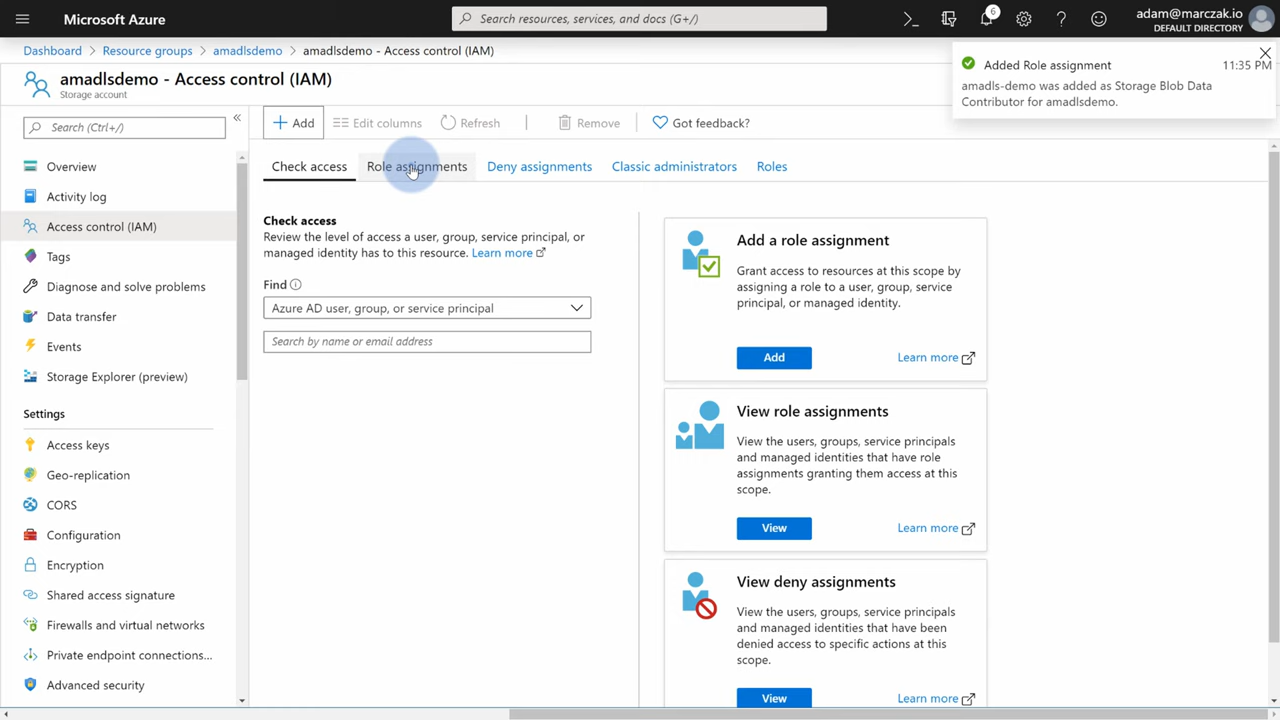 Microsoft Azure
Search resources, services, and docs (G+/)
6
adam@marczak.io
DEFAULT DIRECTORY
Dashboard > Resource groups > amadlsdemo > amadlsdemo - Access control (IAM)
amadlsdemo - Access control (IAM)
Storage account
Added Role assignment
11:35 PM
amadls-demo was added as Storage Blob Data
Contributor for amadlsdemo.
Search (Ctrl+/)
Overview
Activity log
Access control (IAM)
Tags
Diagnose and solve problems
Data transfer
Events
Storage Explorer (preview)
Settings
Access keys
Geo-replication
CORS
Configuration
Encryption
Shared access signature
Firewalls and virtual networks
Private endpoint connections...
Advanced security
Add
Edit columns
Refresh
Remove
Got feedback?
Check access
Role assignments
Deny assignments
Classic administrators
Roles
Check access
Review the level of access a user, group, service principal, or
managed identity has to this resource. Learn more
Find
Azure AD user, group, or service principal
Search by name or email address
Add a role assignment
Grant access to resources at this scope by
assigning a role to a user, group, service
principal, or managed identity.
Add
Learn more
View role assignments
View the users, groups, service principals
and managed identities that have role
assignments granting them access at this
scope.
View
Learn more
View deny assignments
View the users, groups, service principals
and managed identities that have been
denied access to specific actions at this
scope.
View
Learn more